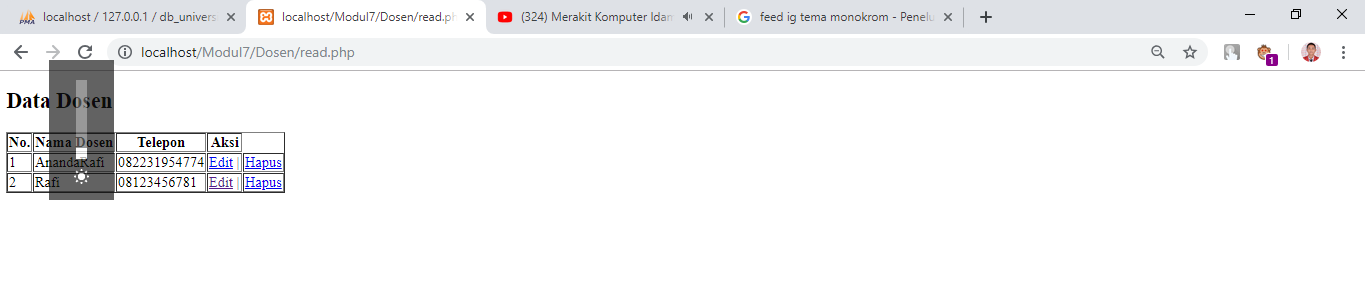 localhost / 127.0.0.1 / db_univers
localhost/Modul7/Dosen/read.ph
(324) Merakit Komputer Idam
feed ig tema monokrom - Penelu
localhost/Modul7/Dosen/read.php
1
Data Dosen
No. Nama Dosen Telepon Aksi
1 AnandaRafi 082231954774 Edit | Hapus
2 Rafi 08123456781 Edit | Hapus